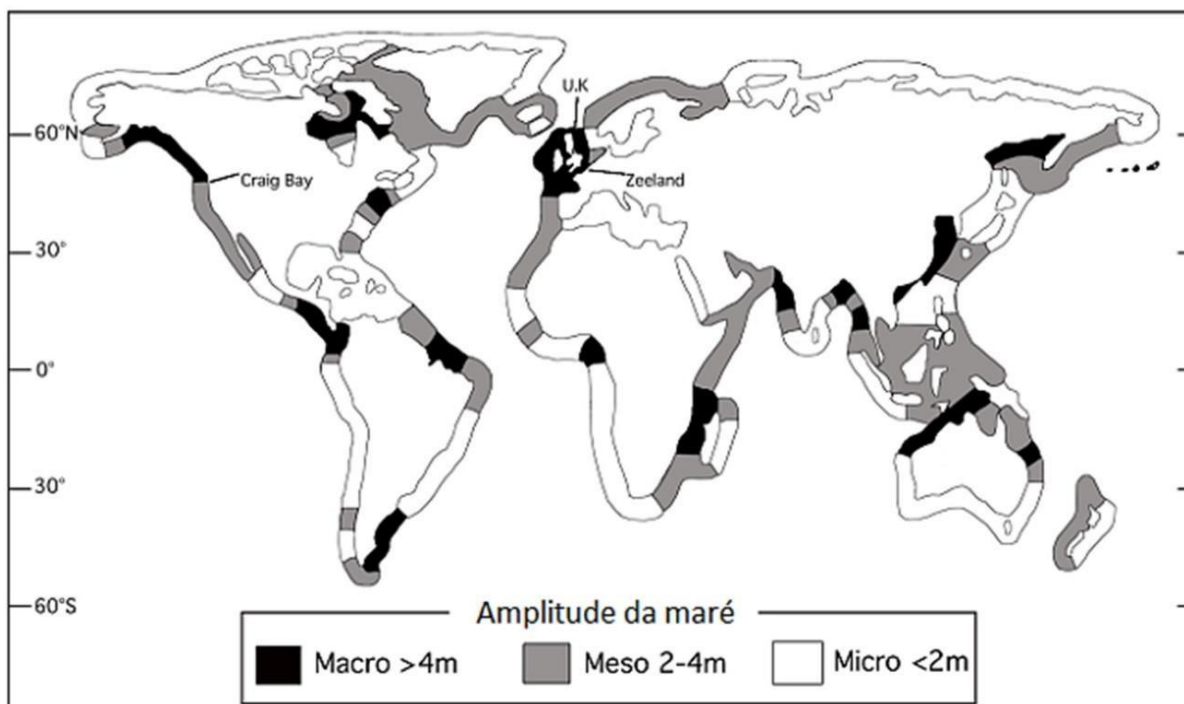 U.K
60°N
Craig Bay
Zeeland
30°
0°
30°
60°S
Amplitude da maré
Macro >4m
Meso 2-4m
Micro <2m